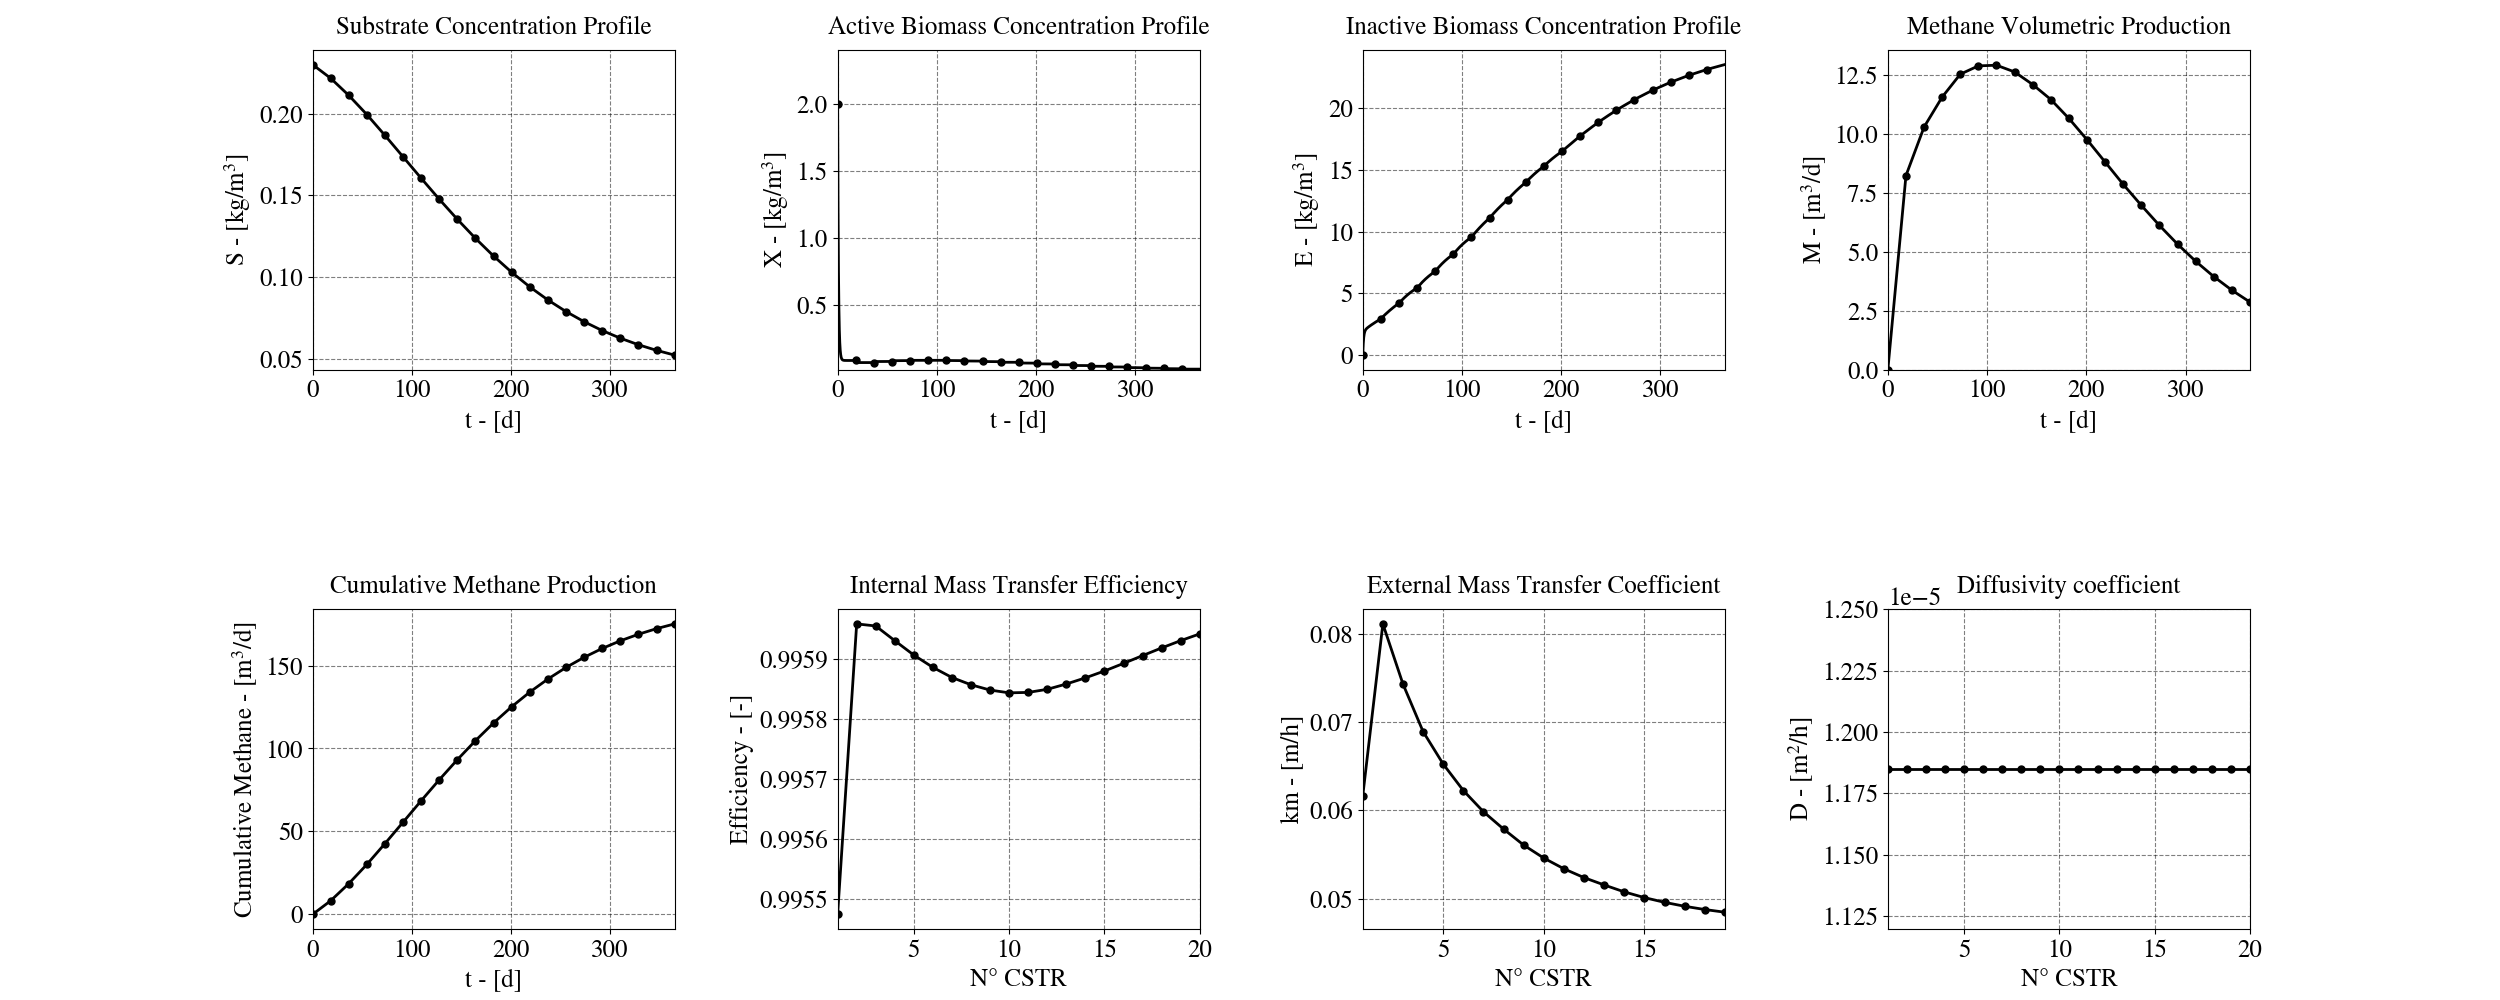 Substrate Concentration Profile
S - [kg/m³]
0.20
0.15
0.10
0.05
0 100 200 300
t - [d]
Active Biomass Concentration Profile
X - [kg/m³]
2.0
1.5
1.0
0.5
0 100 200 300
t - [d]
Inactive Biomass Concentration Profile
E - [kg/m³]
20
15
10
5
0
0 100 200 300
t - [d]
Methane Volumetric Production
M - [m³/d]
12.5
10.0
7.5
5.0
2.5
0.0
0 100 200 300
t - [d]
Cumulative Methane Production
Cumulative Methane - [m³/d]
150
100
50
0
0 100 200 300
t - [d]
Internal Mass Transfer Efficiency
Efficiency - [-]
0.9959
0.9958
0.9957
0.9956
0.9955
5 10 15 20
N° CSTR
External Mass Transfer Coefficient
km - [m/h]
0.08
0.07
0.06
0.05
5 10 15
N° CSTR
Diffusivity coefficient
1e−5
D - [m²/h]
1.250
1.225
1.200
1.175
1.150
1.125
5 10 15 20
N° CSTR